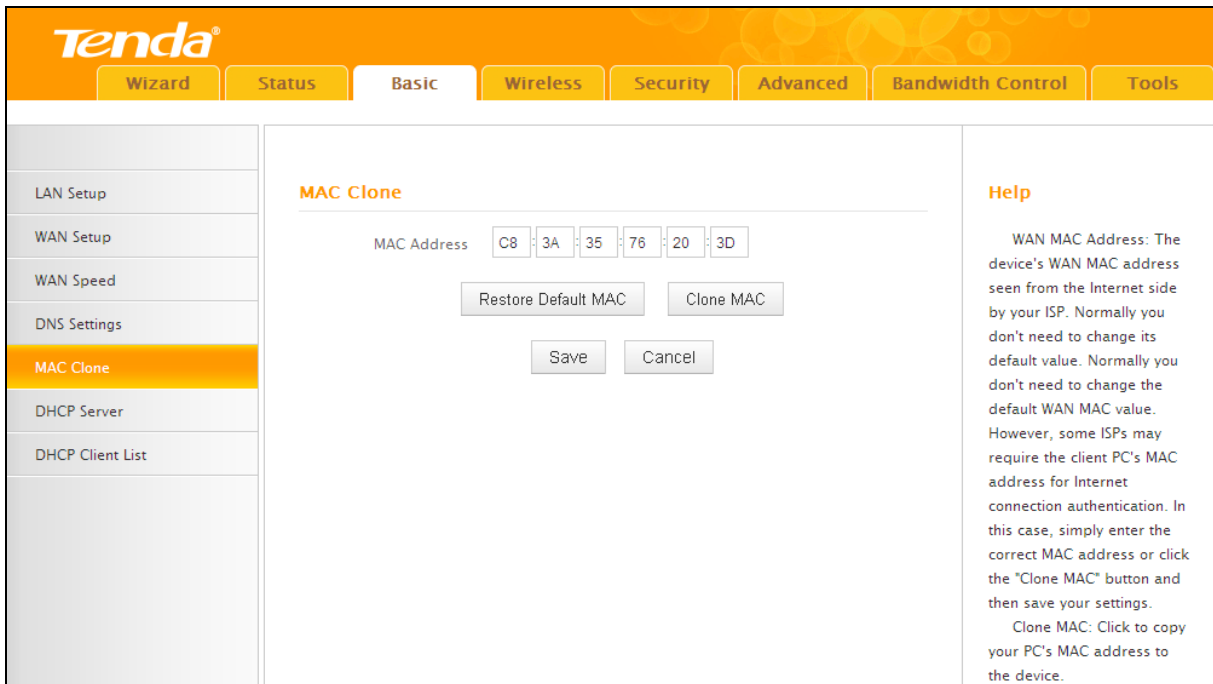 Tenda®
Wizard Status Basic Wireless Security Advanced Bandwidth Control Tools
LAN Setup
WAN Setup
WAN Speed
DNS Settings
MAC Clone
DHCP Server
DHCP Client List
MAC Clone
MAC Address C8 : 3A : 35 : 76 : 20 : 3D
Restore Default MAC Clone MAC
Save Cancel
Help
WAN MAC Address: The
device's WAN MAC address
seen from the Internet side
by your ISP. Normally you
don't need to change its
default value. Normally you
don't need to change the
default WAN MAC value.
However, some ISPs may
require the client PC's MAC
address for Internet
connection authentication. In
this case, simply enter the
correct MAC address or click
the "Clone MAC" button and
then save your settings.
Clone MAC: Click to copy
your PC's MAC address to
the device.